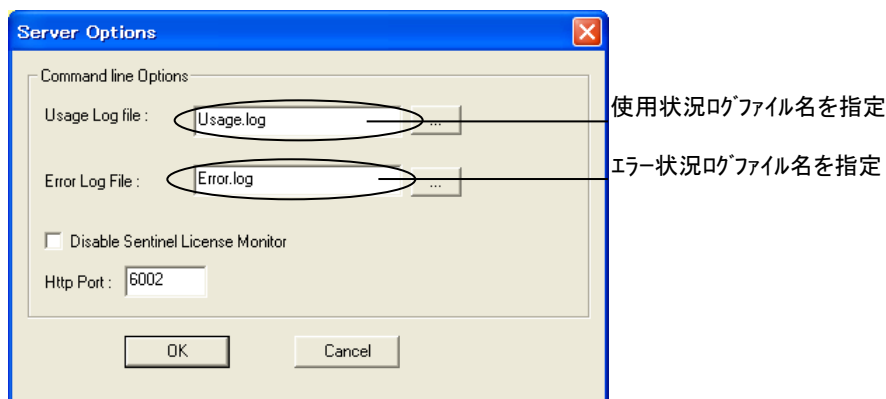 Server Options
Command line Options
Usage Log file :
Usage.log
...
使用状況ﾛｸﾞﾌｧｲﾙ名を指定
Error Log File :
Error.log
...
ｴﾗｰ状況ﾛｸﾞﾌｧｲﾙ名を指定
Disable Sentinel License Monitor
Http Port :
6002
OK
Cancel